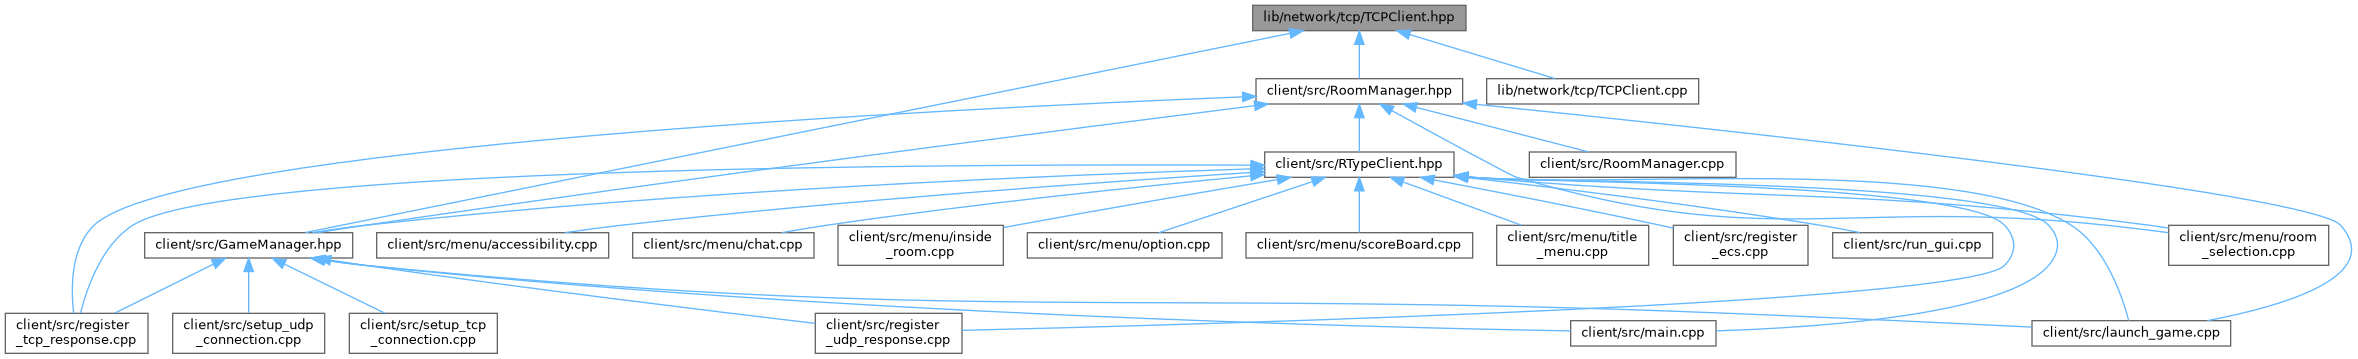 lib/network/tcp/TCPClient.hpp
client/src/RoomManager.hpp
lib/network/tcp/TCPClient.cpp
client/src/RTypeClient.hpp
client/src/RoomManager.cpp
client/src/GameManager.hpp
client/src/menu/accessibility.cpp
client/src/menu/chat.cpp
client/src/menu/inside
_room.cpp
client/src/menu/option.cpp
client/src/menu/scoreBoard.cpp
client/src/menu/title
_menu.cpp
client/src/register
_ecs.cpp
client/src/run_gui.cpp
client/src/menu/room
_selection.cpp
client/src/register
_tcp_response.cpp
client/src/setup_udp
_connection.cpp
client/src/setup_tcp
_connection.cpp
client/src/register
_udp_response.cpp
client/src/main.cpp
client/src/launch_game.cpp